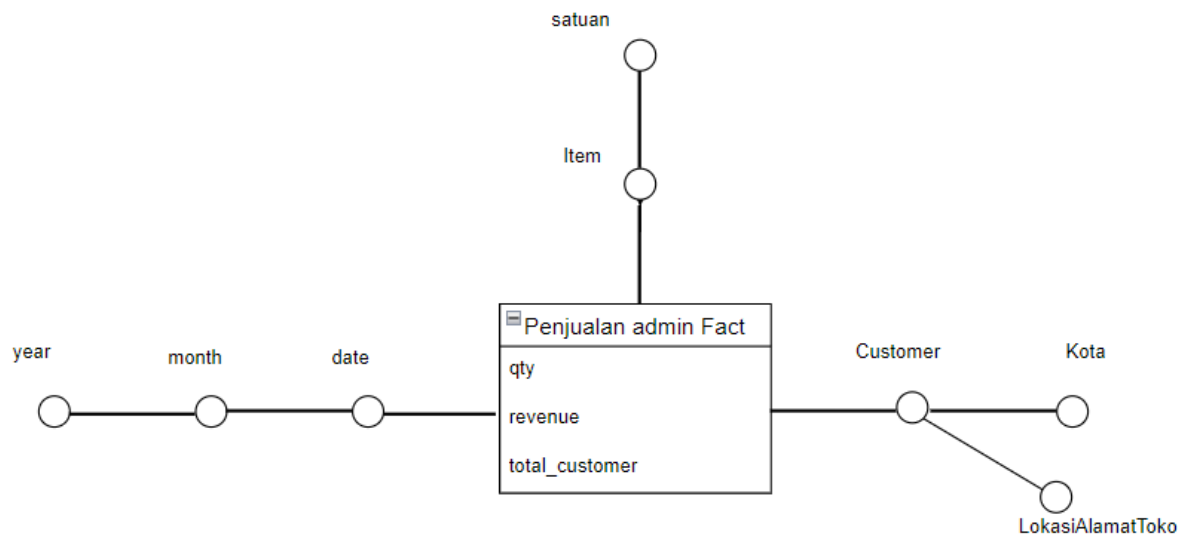 satuan
Item
Penjualan admin Fact
qty
revenue
total_customer
year
month
date
Customer
Kota
LokasiAlamatToko